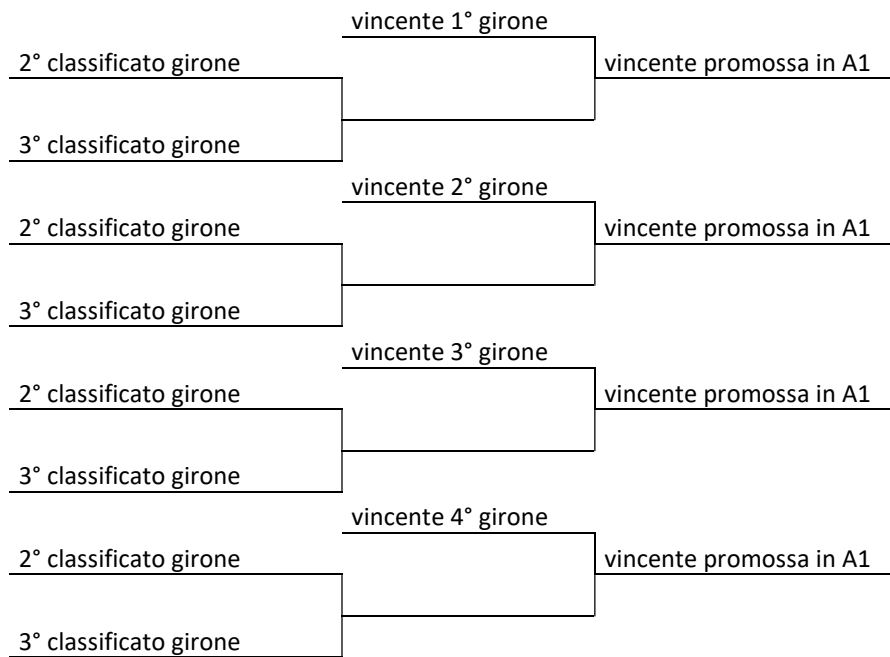 vincente 1° girone
2° classificato girone
vincente promossa in A1
3° classificato girone
vincente 2° girone
2° classificato girone
vincente promossa in A1
3° classificato girone
vincente 3° girone
2° classificato girone
vincente promossa in A1
3° classificato girone
vincente 4° girone
2° classificato girone
vincente promossa in A1
3° classificato girone